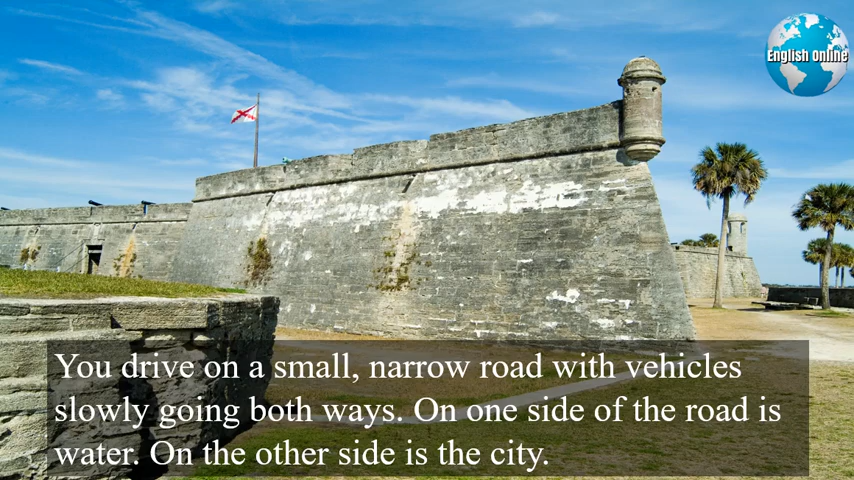 English Online
You drive on a small, narrow road with vehicles
slowly going both ways. On one side of the road is
water. On the other side is the city.